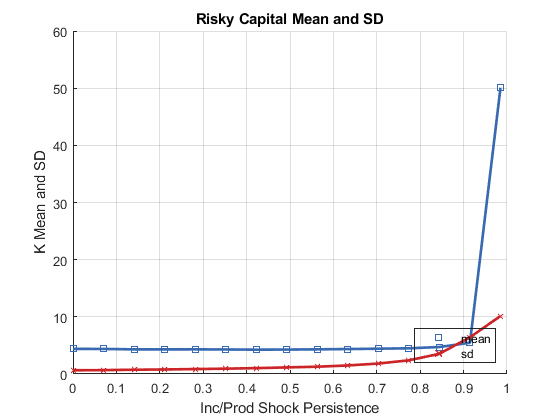 Risky Capital Mean and SD
60
50
40
30
20
10
0
K Mean and SD
mean
sd
0 0.1 0.2 0.3 0.4 0.5 0.6 0.7 0.8 0.9 1
Inc/Prod Shock Persistence